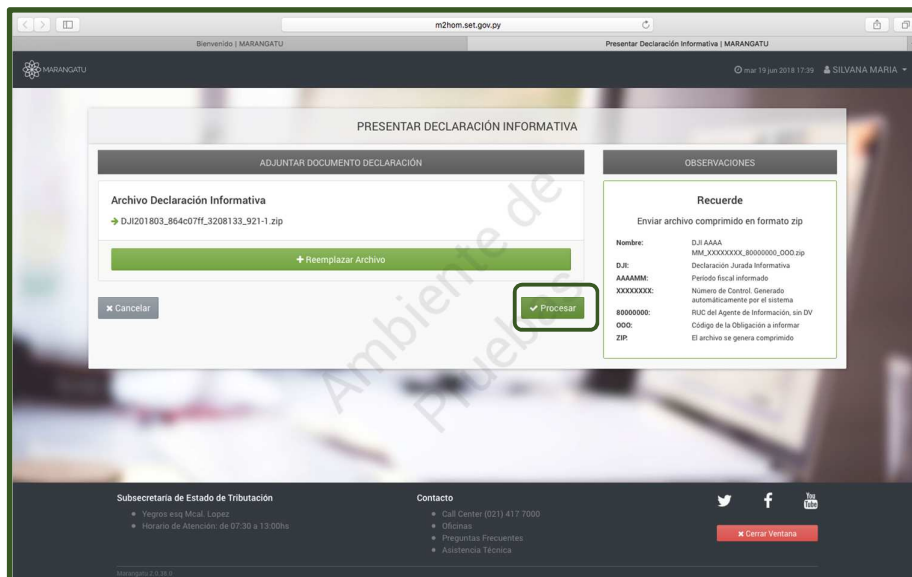 m2hom.set.gov.py
Bienvenido | MARANGATU
Presentar Declaración Informativa | MARANGATU
MARANGATU
mar 19 jun 2018 17:39
SILVANA MARIA
PRESENTAR DECLARACIÓN INFORMATIVA
ADJUNTAR DOCUMENTO DECLARACIÓN
Archivo Declaración Informativa
DJI201803_864c07ff_3208133_921-1.zip
Reemplazar Archivo
Cancelar
Procesar
OBSERVACIONES
Recuerde
Enviar archivo comprimido en formato zip
Nombre: DJI AAAA
MM_XXXXXXXX_80000000_OOO.zip
DJI: Declaración Jurada Informativa
AAAAMM: Periodo fiscal informado
XXXXXXXX: Número de Control. Generado
automáticamente por el sistema
80000000: RUC del Agente de Información, sin DV
OOO: Código de la Obligación a informar
ZIP: El archivo se genera comprimido
Ambiente de
Pruebas
Subsecretaría de Estado de Tributación
Yegros esq Mcal. Lopez
Horario de Atención: de 07:30 a 13:00hs
Contacto
Call Center (021) 417 7000
Oficinas
Preguntas Frecuentes
Asistencia Técnica
You
Tube
Cerrar Ventana